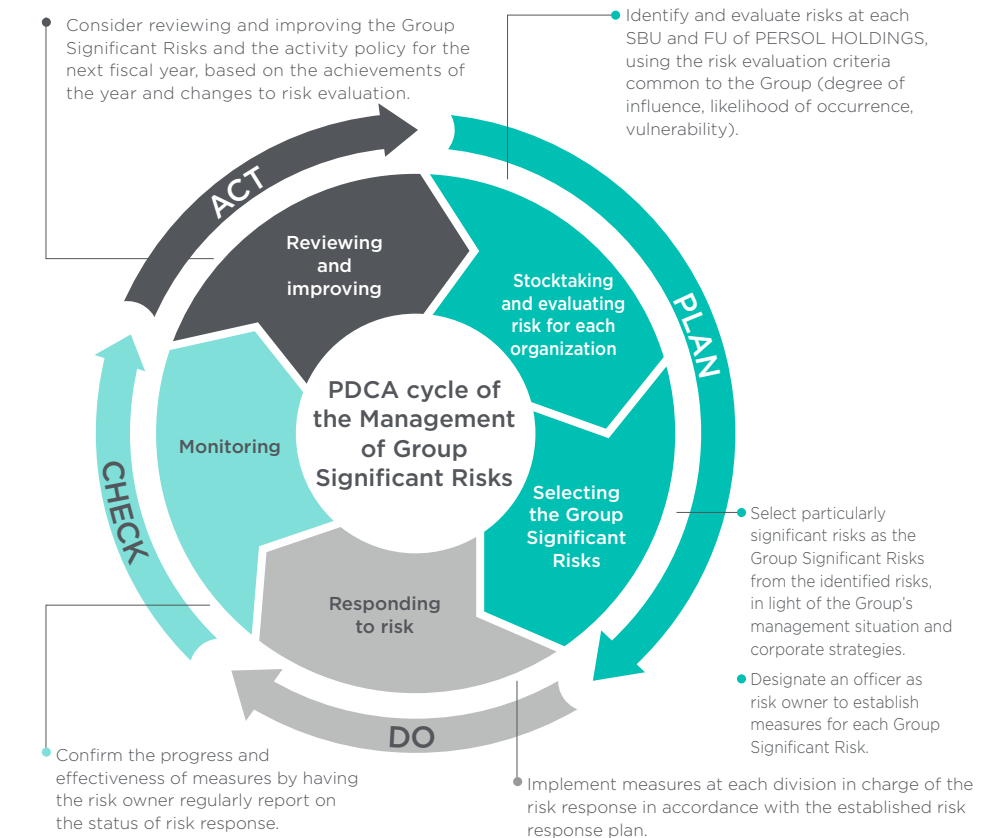 Consider reviewing and improving the Group
Significant Risks and the activity policy for the
next fiscal year, based on the achievements of
the year and changes to risk evaluation.
Identify and evaluate risks at each
SBU and FU of PERSOL HOLDINGS,
using the risk evaluation criteria
common to the Group (degree of
influence, likelihood of occurrence,
vulnerability).
ACT
PLAN
Reviewing
and
improving
Stocktaking
and evaluating
risk for each
organization
PDCA cycle of
the Management
of Group
Significant Risks
Monitoring
CHECK
Selecting
the Group
Significant
Risks
Responding
to risk
DO
Select particularly
significant risks as the
Group Significant Risks
from the identified risks,
in light of the Group's
management situation and
corporate strategies.
Designate an officer as
risk owner to establish
measures for each Group
Significant Risk.
Confirm the progress and
effectiveness of measures by having
the risk owner regularly report on
the status of risk response.
Implement measures at each division in charge of the
risk response in accordance with the established risk
response plan.